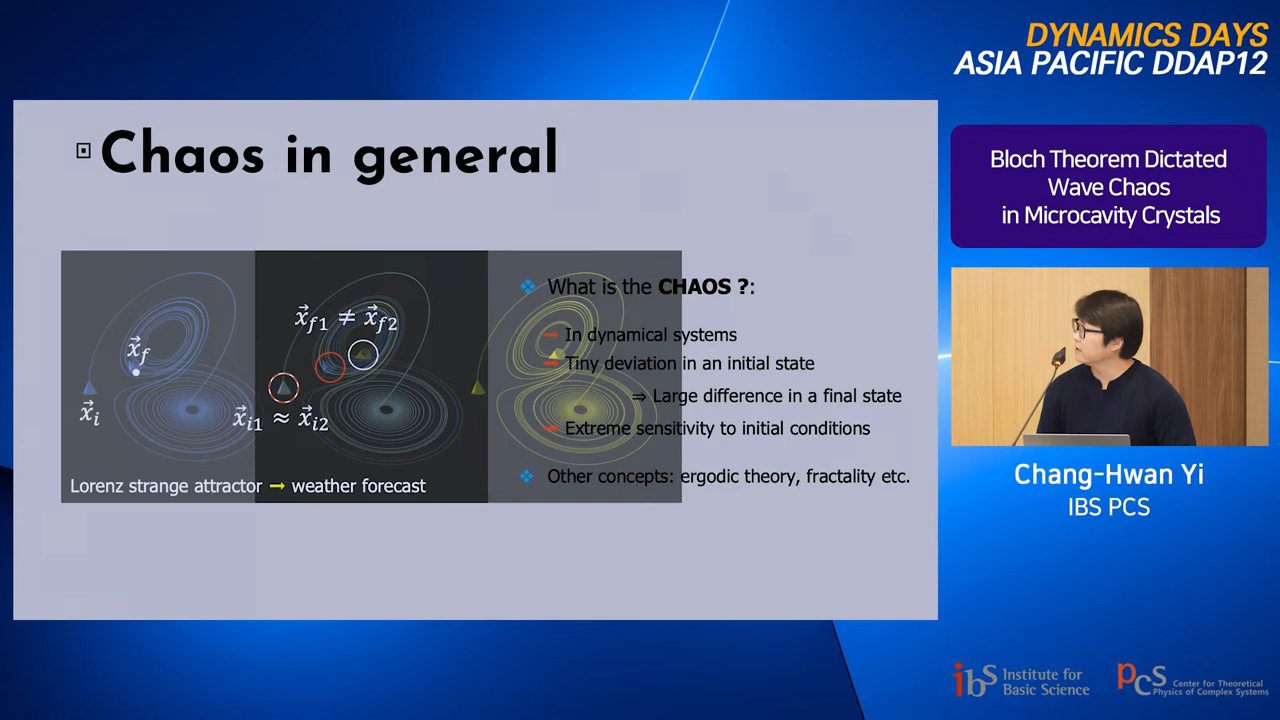 DYNAMICS DAYS
ASIA PACIFIC DDAP12
Chaos in general
x⃗f1 ≠ x⃗f2
x⃗f
x⃗i
x⃗i1 ≈ x⃗i2
Lorenz strange attractor → weather forecast
What is the CHAOS ?:
In dynamical systems
Tiny deviation in an initial state
⇒ Large difference in a final state
Extreme sensitivity to initial conditions
Other concepts: ergodic theory, fractality etc.
Bloch Theorem Dictated
Wave Chaos
in Microcavity Crystals
Chang-Hwan Yi
IBS PCS
ibS Institute for
Basic Science
PCS Center for Theoretical
Physics of Complex Systems